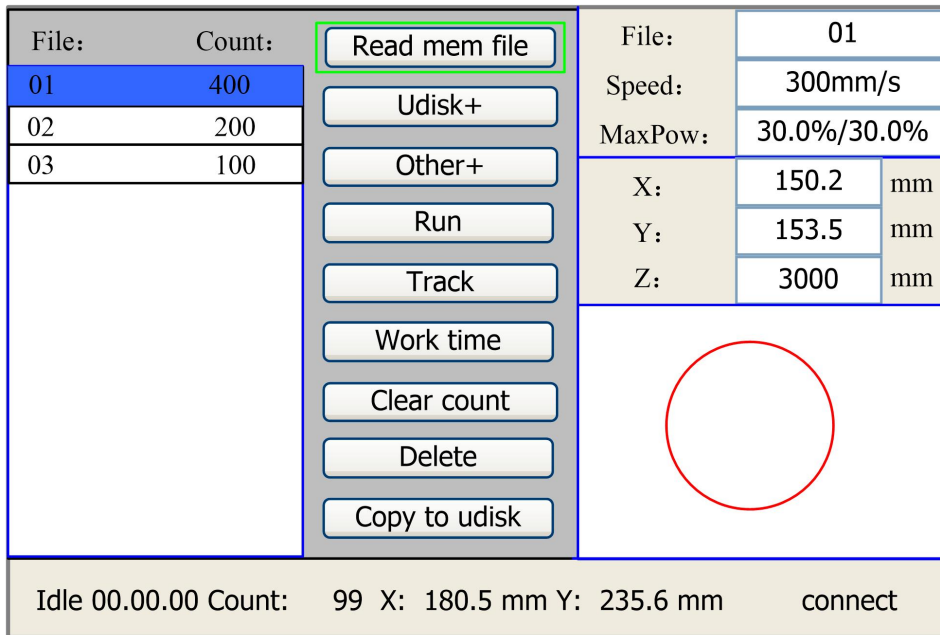 File: Count:
01 400
02 200
03 100
Read mem file
Udisk+
Other+
Run
Track
Work time
Clear count
Delete
Copy to udisk
File: 01
Speed: 300mm/s
MaxPow: 30.0%/30.0%
X: 150.2 mm
Y: 153.5 mm
Z: 3000 mm
Idle 00.00.00 Count: 99 X: 180.5 mm Y: 235.6 mm connect